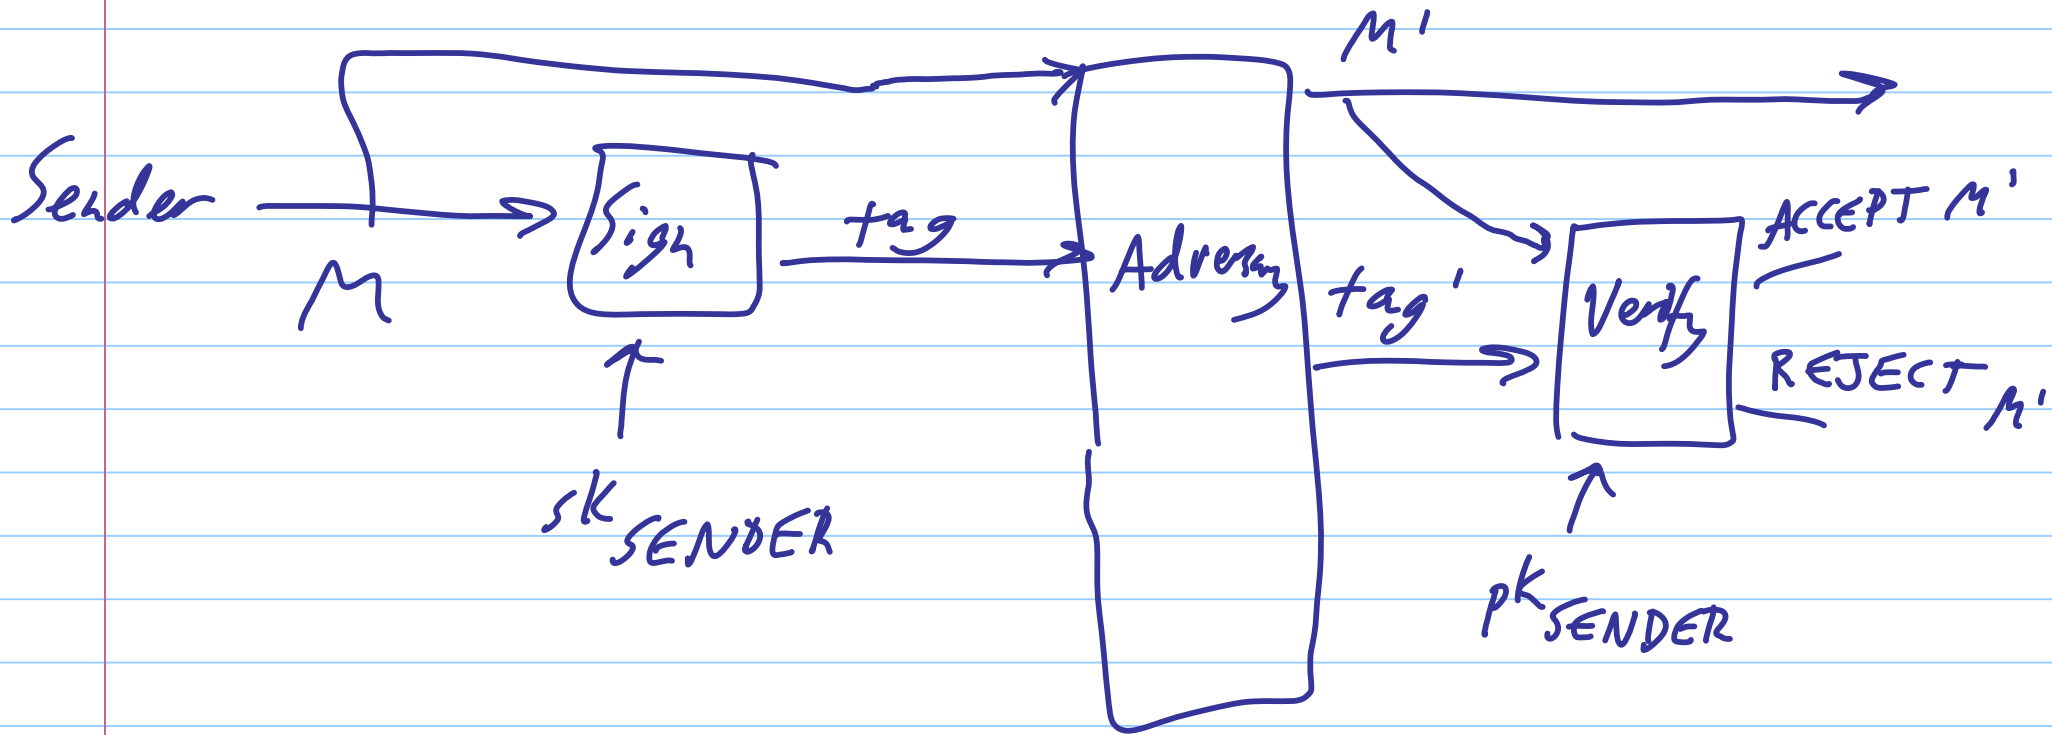 M'
Sender
M
Sign
tag
Adversary
tag'
Verify
ACCEPT M'
REJECT M'
sk SENDER
pk SENDER